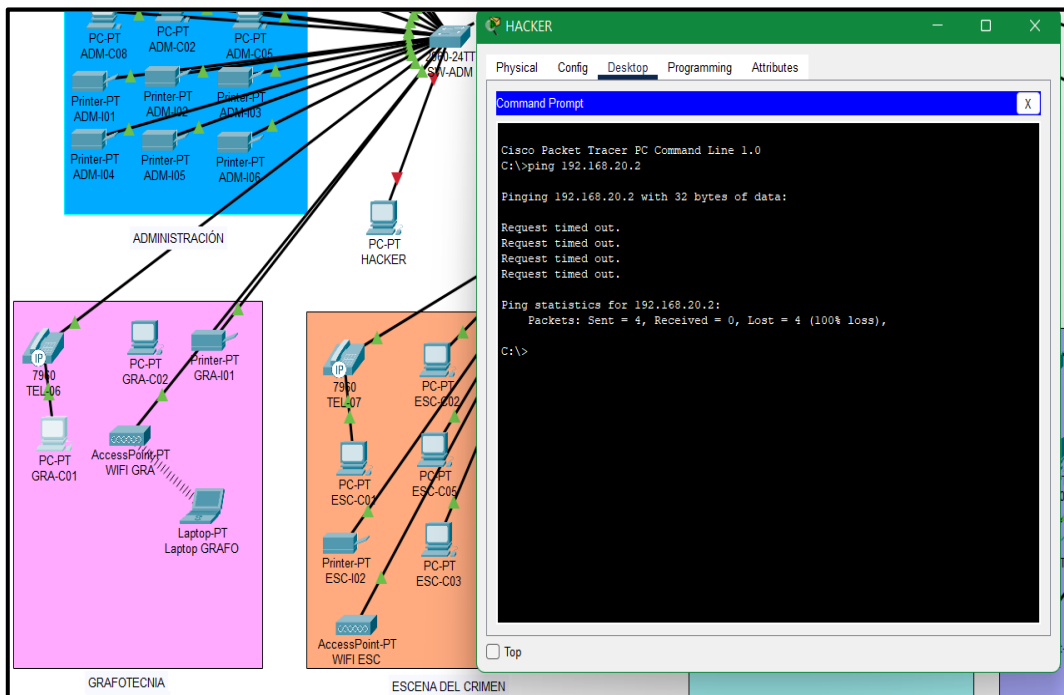 PC-PT
ADM-C08
PC-PT
ADM-C02
PC-PT
ADM-C05
2960-24TT
SW-ADM
Printer-PT
ADM-I01
Printer-PT
ADM-I02
Printer-PT
ADM-I03
Printer-PT
ADM-I04
Printer-PT
ADM-I05
Printer-PT
ADM-I06
ADMINISTRACIÓN
PC-PT
HACKER
IP
7960
TEL-06
PC-PT
GRA-C02
Printer-PT
GRA-I01
PC-PT
GRA-C01
AccessPoint-PT
WIFI GRA
Laptop-PT
Laptop GRAFO
GRAFOTECNIA
IP
7960
TEL-07
PC-PT
ESC-C02
PC-PT
ESC-C01
PC-PT
ESC-C05
Printer-PT
ESC-I02
PC-PT
ESC-C03
AccessPoint-PT
WIFI ESC
ESCENA DEL CRIMEN
HACKER
Physical Config Desktop Programming Attributes
Command Prompt
X
Cisco Packet Tracer PC Command Line 1.0
C:\>ping 192.168.20.2
Pinging 192.168.20.2 with 32 bytes of data:
Request timed out.
Request timed out.
Request timed out.
Request timed out.
Ping statistics for 192.168.20.2:
Packets: Sent = 4, Received = 0, Lost = 4 (100% loss),
C:\>
Top